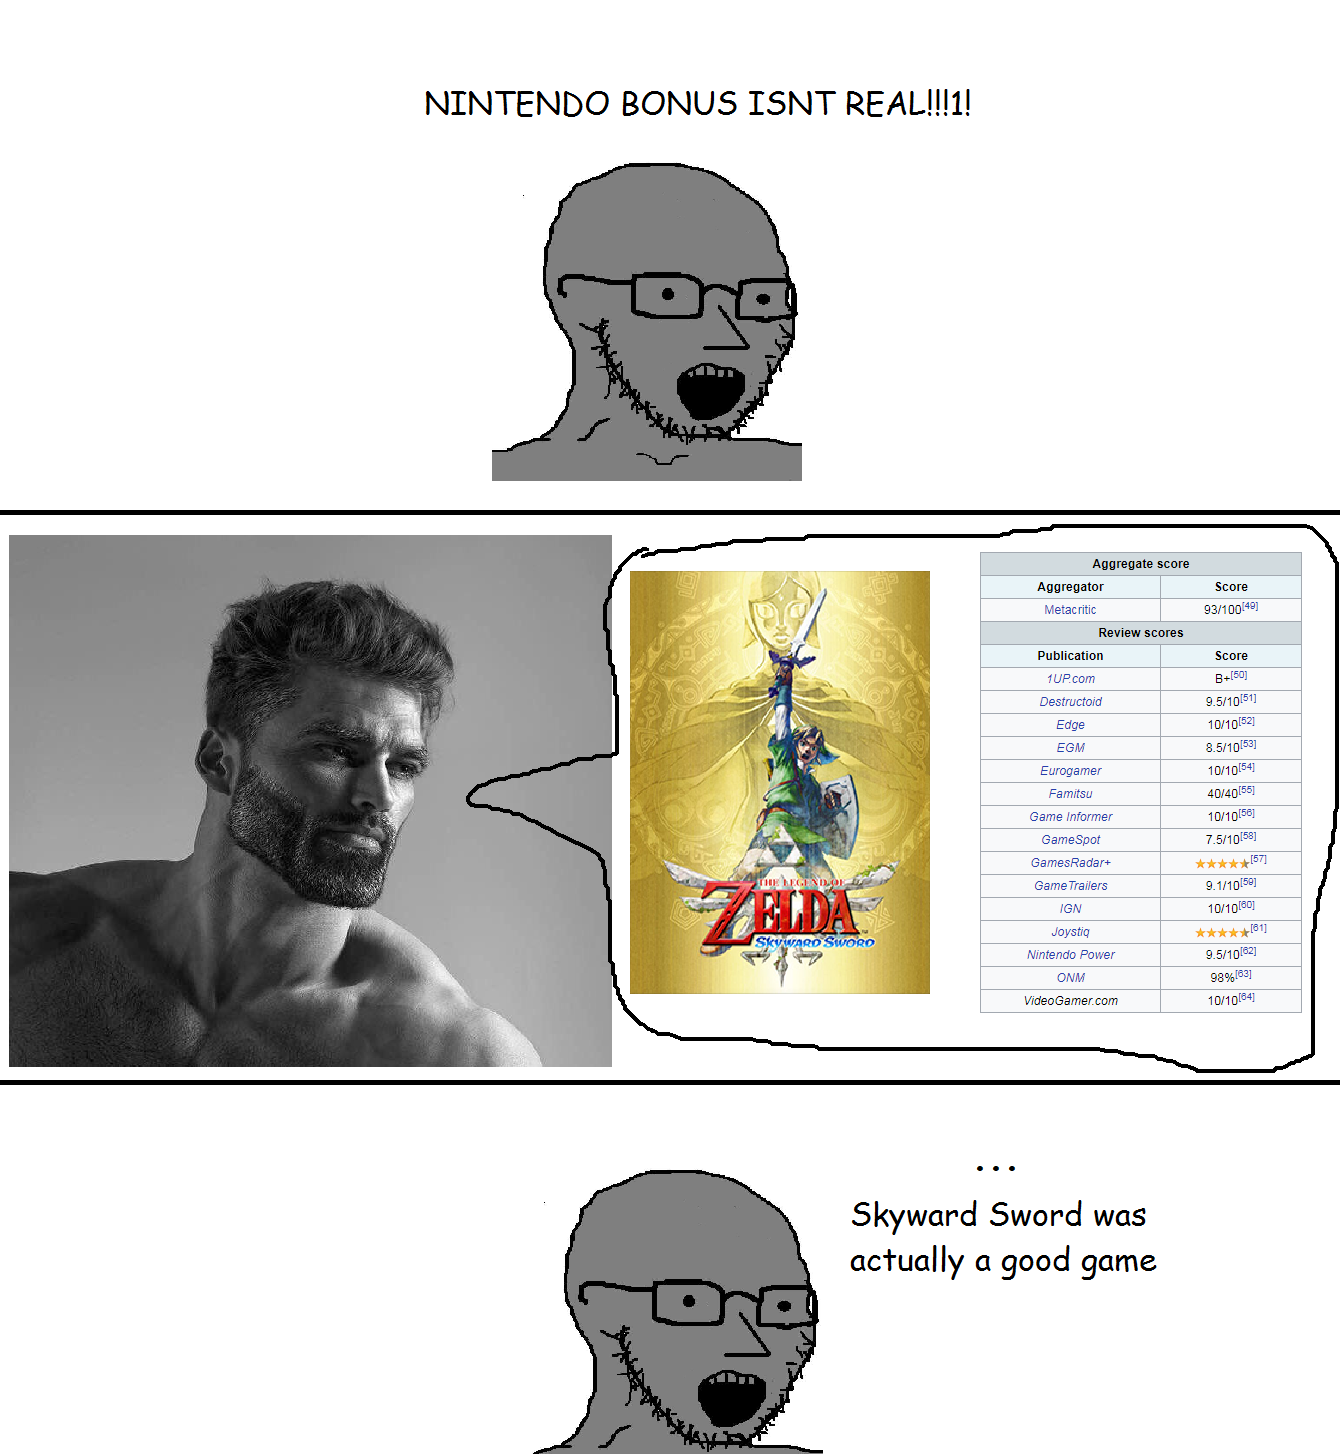 NINTENDO BONUS ISNT REAL!!!1!
THE LEGEND OF
ZELDA
SKYWARD SWORD
Aggregate score
Aggregator Score
Metacritic 93/100[49]
Review scores
Publication Score
1UP.com B+[50]
Destructoid 9.5/10[51]
Edge 10/10[52]
EGM 8.5/10[53]
Eurogamer 10/10[54]
Famitsu 40/40[55]
Game Informer 10/10[56]
GameSpot 7.5/10[58]
GamesRadar+ [57]
GameTrailers 9.1/10[59]
IGN 10/10[60]
Joystiq [61]
Nintendo Power 9.5/10[62]
ONM 98%[63]
VideoGamer.com 10/10[64]
...
Skyward Sword was
actually a good game